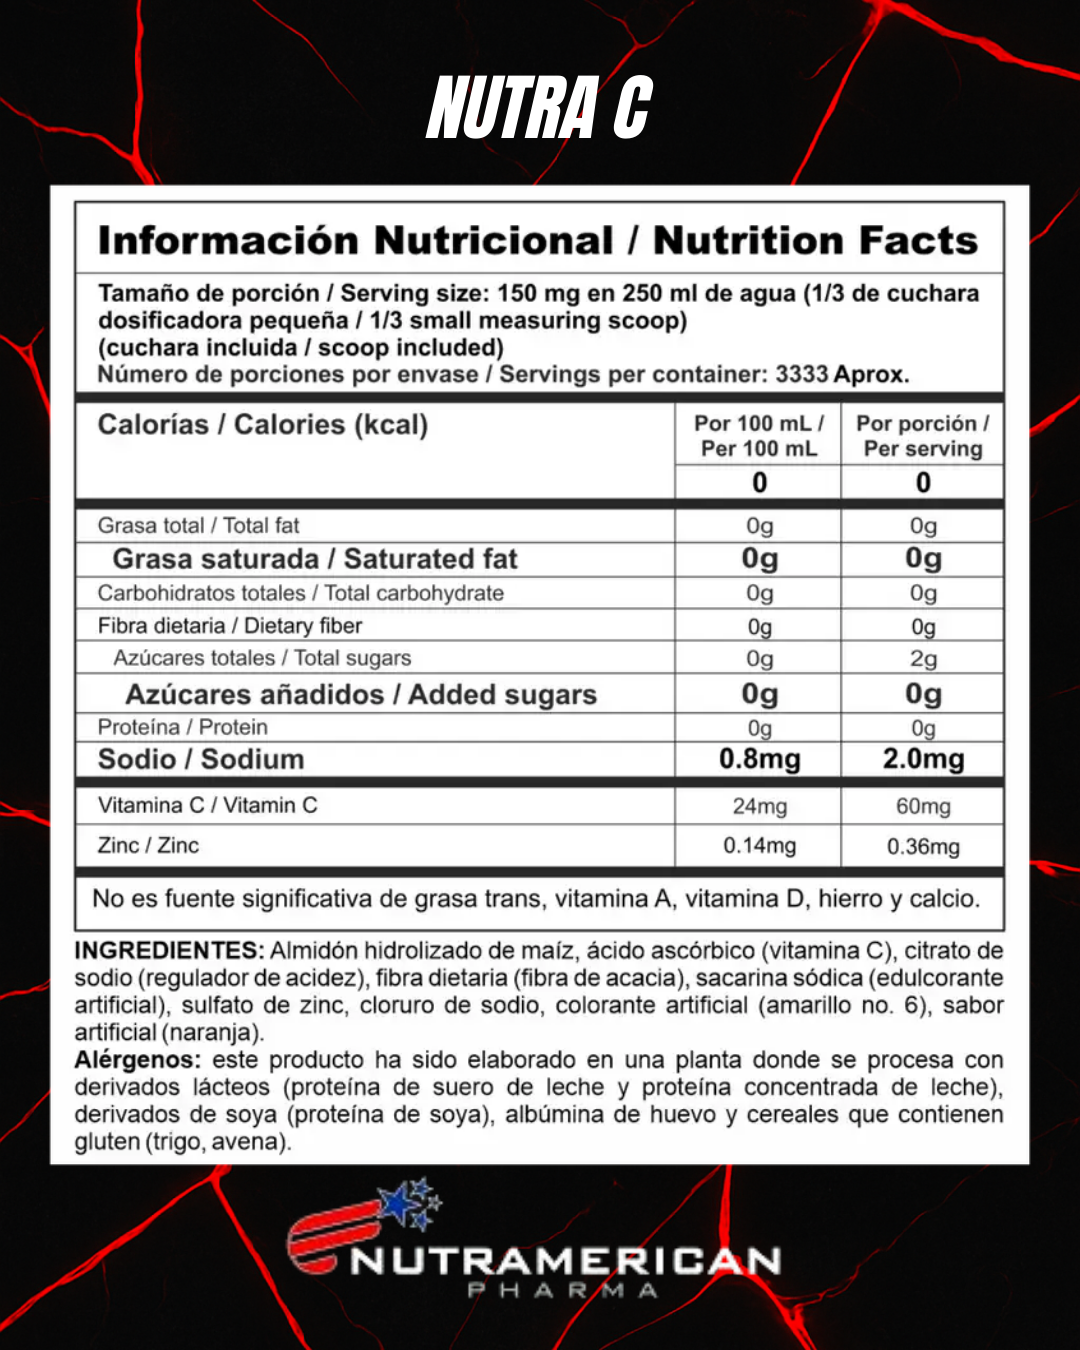 NUTRA C
Información Nutricional / Nutrition Facts
Tamaño de porción / Serving size: 150 mg en 250 ml de agua (1/3 de cuchara
dosificadora pequeña / 1/3 small measuring scoop)
(cuchara incluida / scoop included)
Número de porciones por envase / Servings per container: 3333 Aprox.
Calorías / Calories (kcal)
Por 100 mL / Por porción /
Per 100 mL Per serving
0 0
Grasa total / Total fat 0g 0g
Grasa saturada / Saturated fat 0g 0g
Carbohidratos totales / Total carbohydrate 0g 0g
Fibra dietaria / Dietary fiber 0g 0g
Azúcares totales / Total sugars 0g 2g
Azúcares añadidos / Added sugars 0g 0g
Proteína / Protein 0g 0g
Sodio / Sodium 0.8mg 2.0mg
Vitamina C / Vitamin C 24mg 60mg
Zinc / Zinc 0.14mg 0.36mg
No es fuente significativa de grasa trans, vitamina A, vitamina D, hierro y calcio.
INGREDIENTES: Almidón hidrolizado de maíz, ácido ascórbico (vitamina C), citrato de
sodio (regulador de acidez), fibra dietaria (fibra de acacia), sacarina sódica (edulcorante
artificial), sulfato de zinc, cloruro de sodio, colorante artificial (amarillo no. 6), sabor
artificial (naranja).
Alérgenos: este producto ha sido elaborado en una planta donde se procesa con
derivados lácteos (proteína de suero de leche y proteína concentrada de leche),
derivados de soya (proteína de soya), albúmina de huevo y cereales que contienen
gluten (trigo, avena).
NUTRAMERICAN
PHARMA